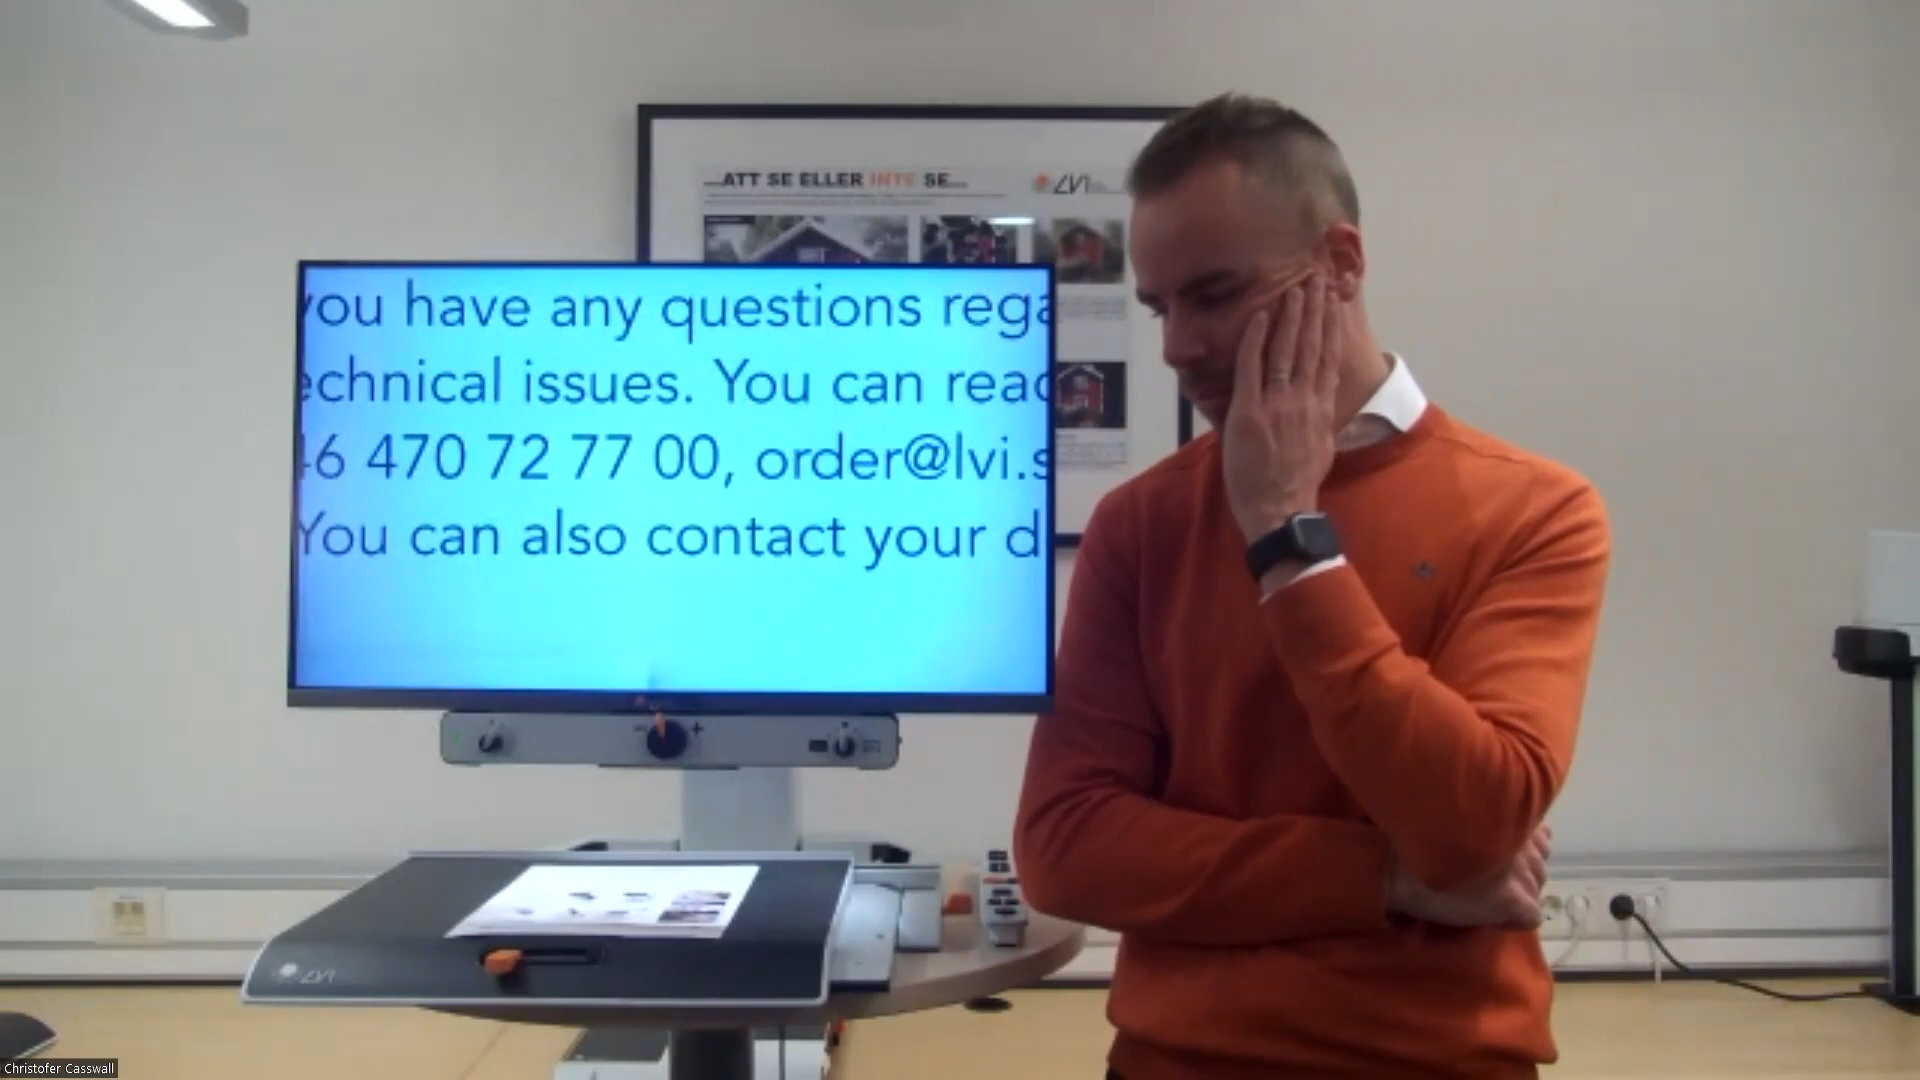 ...ATT SE ELLER INTE SE...
LVI
you have any questions rega
echnical issues. You can reac
46 470 72 77 00, order@lvi.s
You can also contact your d
- +
LVI
Christofer Casswall